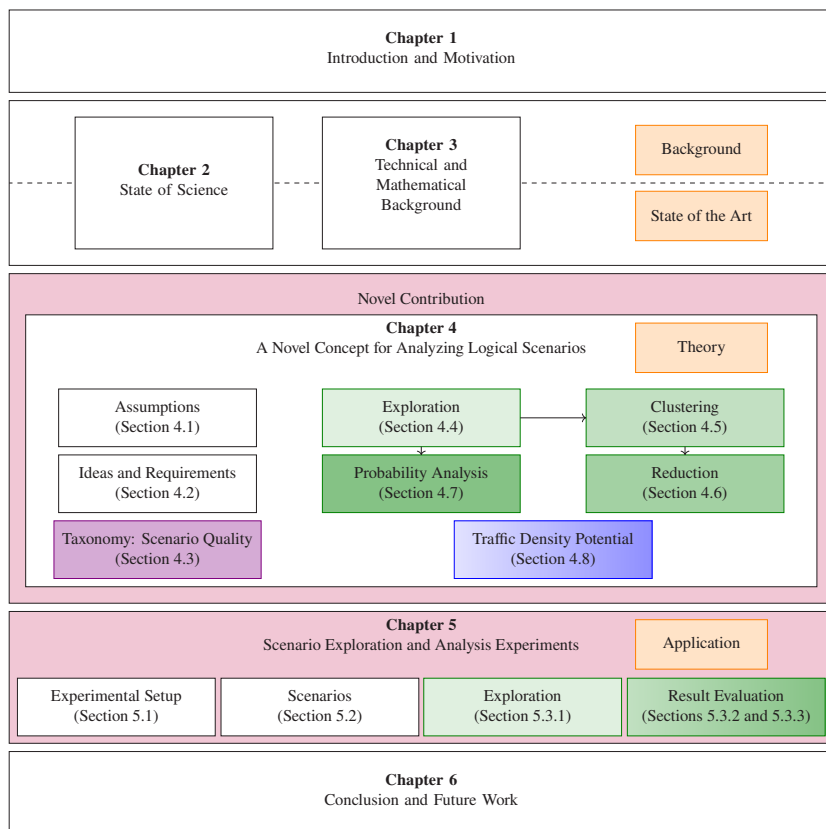 Chapter 1
Introduction and Motivation
Chapter 2
State of Science
Chapter 3
Technical and
Mathematical
Background
Background
State of the Art
Novel Contribution
Chapter 4
A Novel Concept for Analyzing Logical Scenarios
Theory
Assumptions
(Section 4.1)
Exploration
(Section 4.4)
Clustering
(Section 4.5)
Ideas and Requirements
(Section 4.2)
Probability Analysis
(Section 4.7)
Reduction
(Section 4.6)
Taxonomy: Scenario Quality
(Section 4.3)
Traffic Density Potential
(Section 4.8)
Chapter 5
Scenario Exploration and Analysis Experiments
Application
Experimental Setup
(Section 5.1)
Scenarios
(Section 5.2)
Exploration
(Section 5.3.1)
Result Evaluation
(Sections 5.3.2 and 5.3.3)
Chapter 6
Conclusion and Future Work